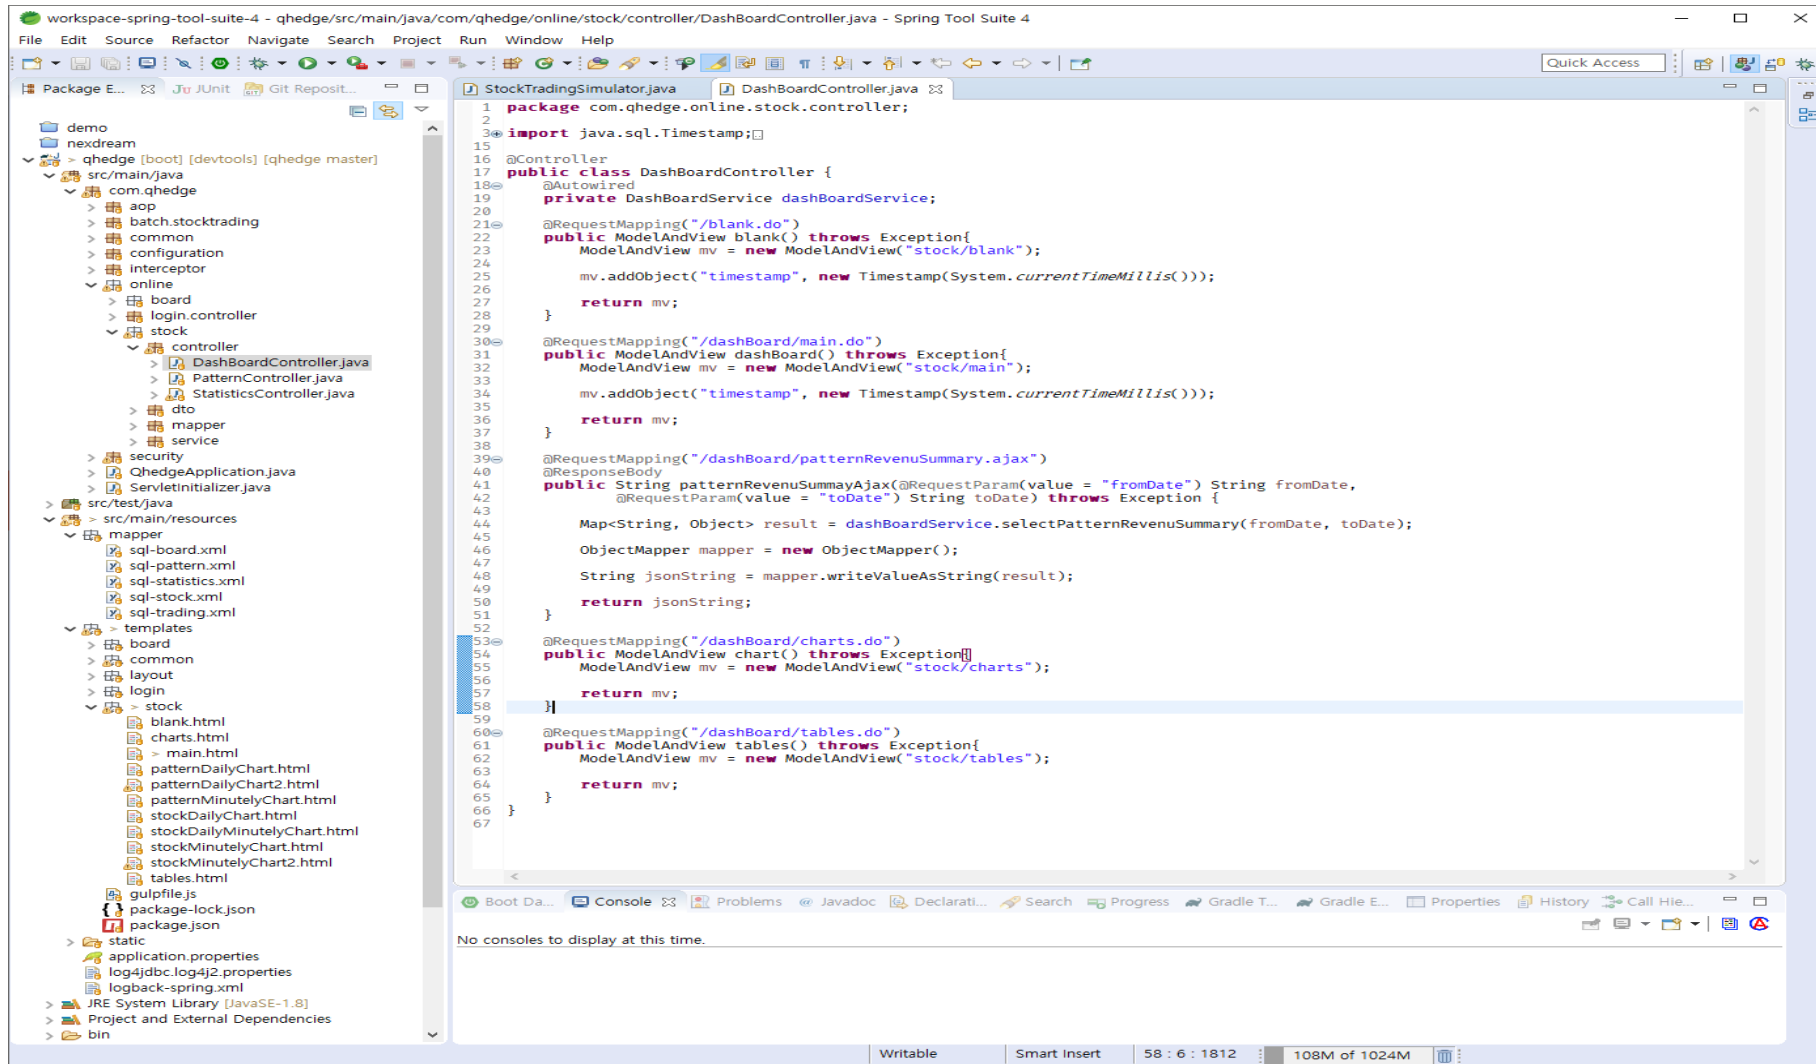 workspace-spring-tool-suite-4 - qhedge/src/main/java/com/qhedge/online/stock/controller/DashBoardController.java - Spring Tool Suite 4
File Edit Source Refactor Navigate Search Project Run Window Help
Quick Access
Package E... JUnit Git Reposit...
demo
nexdream
> qhedge [boot] [devtools] [qhedge master]
src/main/java
com.qhedge
aop
batch.stocktrading
common
configuration
interceptor
online
board
login.controller
stock
controller
DashBoardController.java
PatternController.java
StatisticsController.java
dto
mapper
service
security
QhedgeApplication.java
ServletInitializer.java
src/test/java
> src/main/resources
mapper
sql-board.xml
sql-pattern.xml
sql-statistics.xml
sql-stock.xml
sql-trading.xml
> templates
board
common
layout
login
> stock
blank.html
charts.html
> main.html
patternDailyChart.html
patternDailyChart2.html
patternMinutelyChart.html
stockDailyChart.html
stockDailyMinutelyChart.html
stockMinutelyChart.html
stockMinutelyChart2.html
tables.html
gulpfile.js
package-lock.json
package.json
static
application.properties
log4jdbc.log4j2.properties
logback-spring.xml
JRE System Library [JavaSE-1.8]
Project and External Dependencies
bin
StockTradingSimulator.java DashBoardController.java
1 package com.qhedge.online.stock.controller;
2
3 import java.sql.Timestamp;
15
16 @Controller
17 public class DashBoardController {
18 @Autowired
19 private DashBoardService dashBoardService;
20
21 @RequestMapping("/blank.do")
22 public ModelAndView blank() throws Exception{
23 ModelAndView mv = new ModelAndView("stock/blank");
24
25 mv.addObject("timestamp", new Timestamp(System.currentTimeMillis()));
26
27 return mv;
28 }
29
30 @RequestMapping("/dashBoard/main.do")
31 public ModelAndView dashBoard() throws Exception{
32 ModelAndView mv = new ModelAndView("stock/main");
33
34 mv.addObject("timestamp", new Timestamp(System.currentTimeMillis()));
35
36 return mv;
37 }
38
39 @RequestMapping("/dashBoard/patternRevenuSummary.ajax")
40 @ResponseBody
41 public String patternRevenuSummayAjax(@RequestParam(value = "fromDate") String fromDate,
42 @RequestParam(value = "toDate") String toDate) throws Exception {
43
44 Map<String, Object> result = dashBoardService.selectPatternRevenuSummary(fromDate, toDate);
45
46 ObjectMapper mapper = new ObjectMapper();
47
48 String jsonString = mapper.writeValueAsString(result);
49
50 return jsonString;
51 }
52
53 @RequestMapping("/dashBoard/charts.do")
54 public ModelAndView chart() throws Exception{
55 ModelAndView mv = new ModelAndView("stock/charts");
56
57 return mv;
58 }
59
60 @RequestMapping("/dashBoard/tables.do")
61 public ModelAndView tables() throws Exception{
62 ModelAndView mv = new ModelAndView("stock/tables");
63
64 return mv;
65 }
66 }
67
Boot Da... Console Problems Javadoc Declarati... Search Progress Gradle T... Gradle E... Properties History Call Hie...
No consoles to display at this time.
Writable Smart Insert 58 : 6 : 1812 108M of 1024M